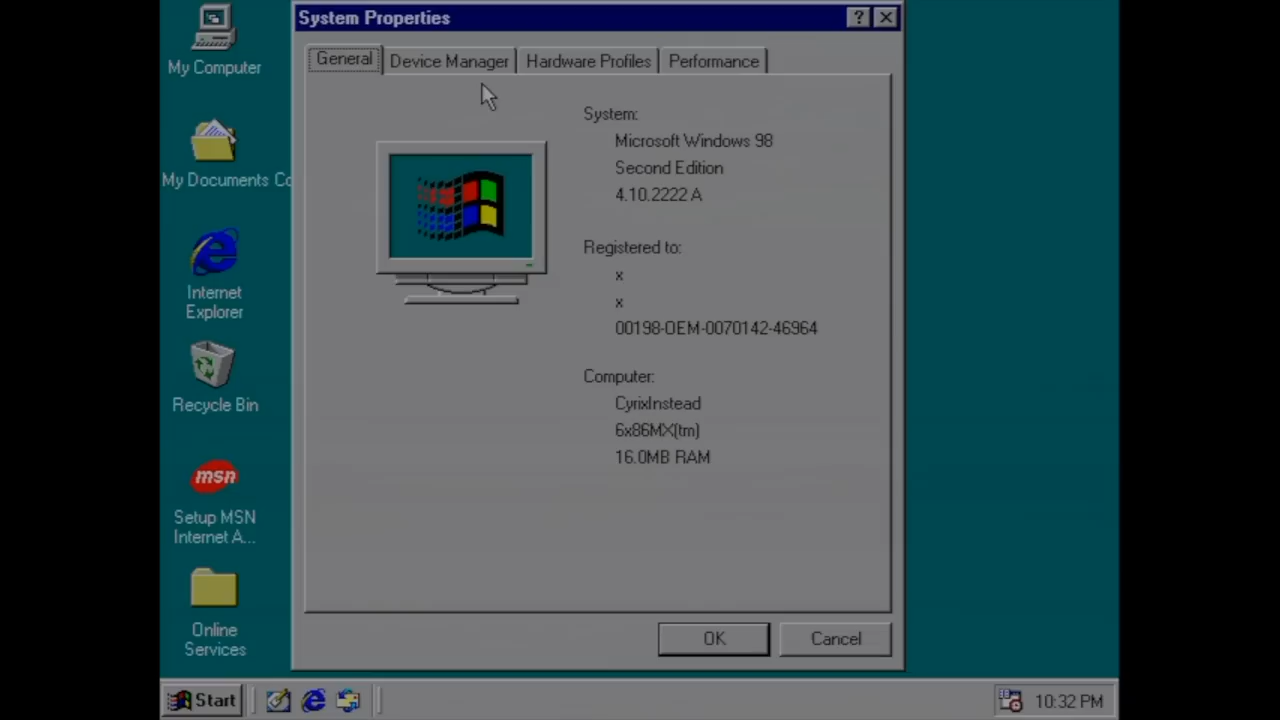 System Properties
My Computer
General
Device Manager
Hardware Profiles
Performance
System:
Microsoft Windows 98
Second Edition
4.10.2222 A
My Documents Co
Registered to:
x
x
00198-OEM-0070142-46964
Internet
Explorer
Computer:
CyrixInstead
6x86MX(tm)
16.0MB RAM
Recycle Bin
msn
Setup MSN
Internet A...
Online
Services
OK
Cancel
Start
10:32 PM